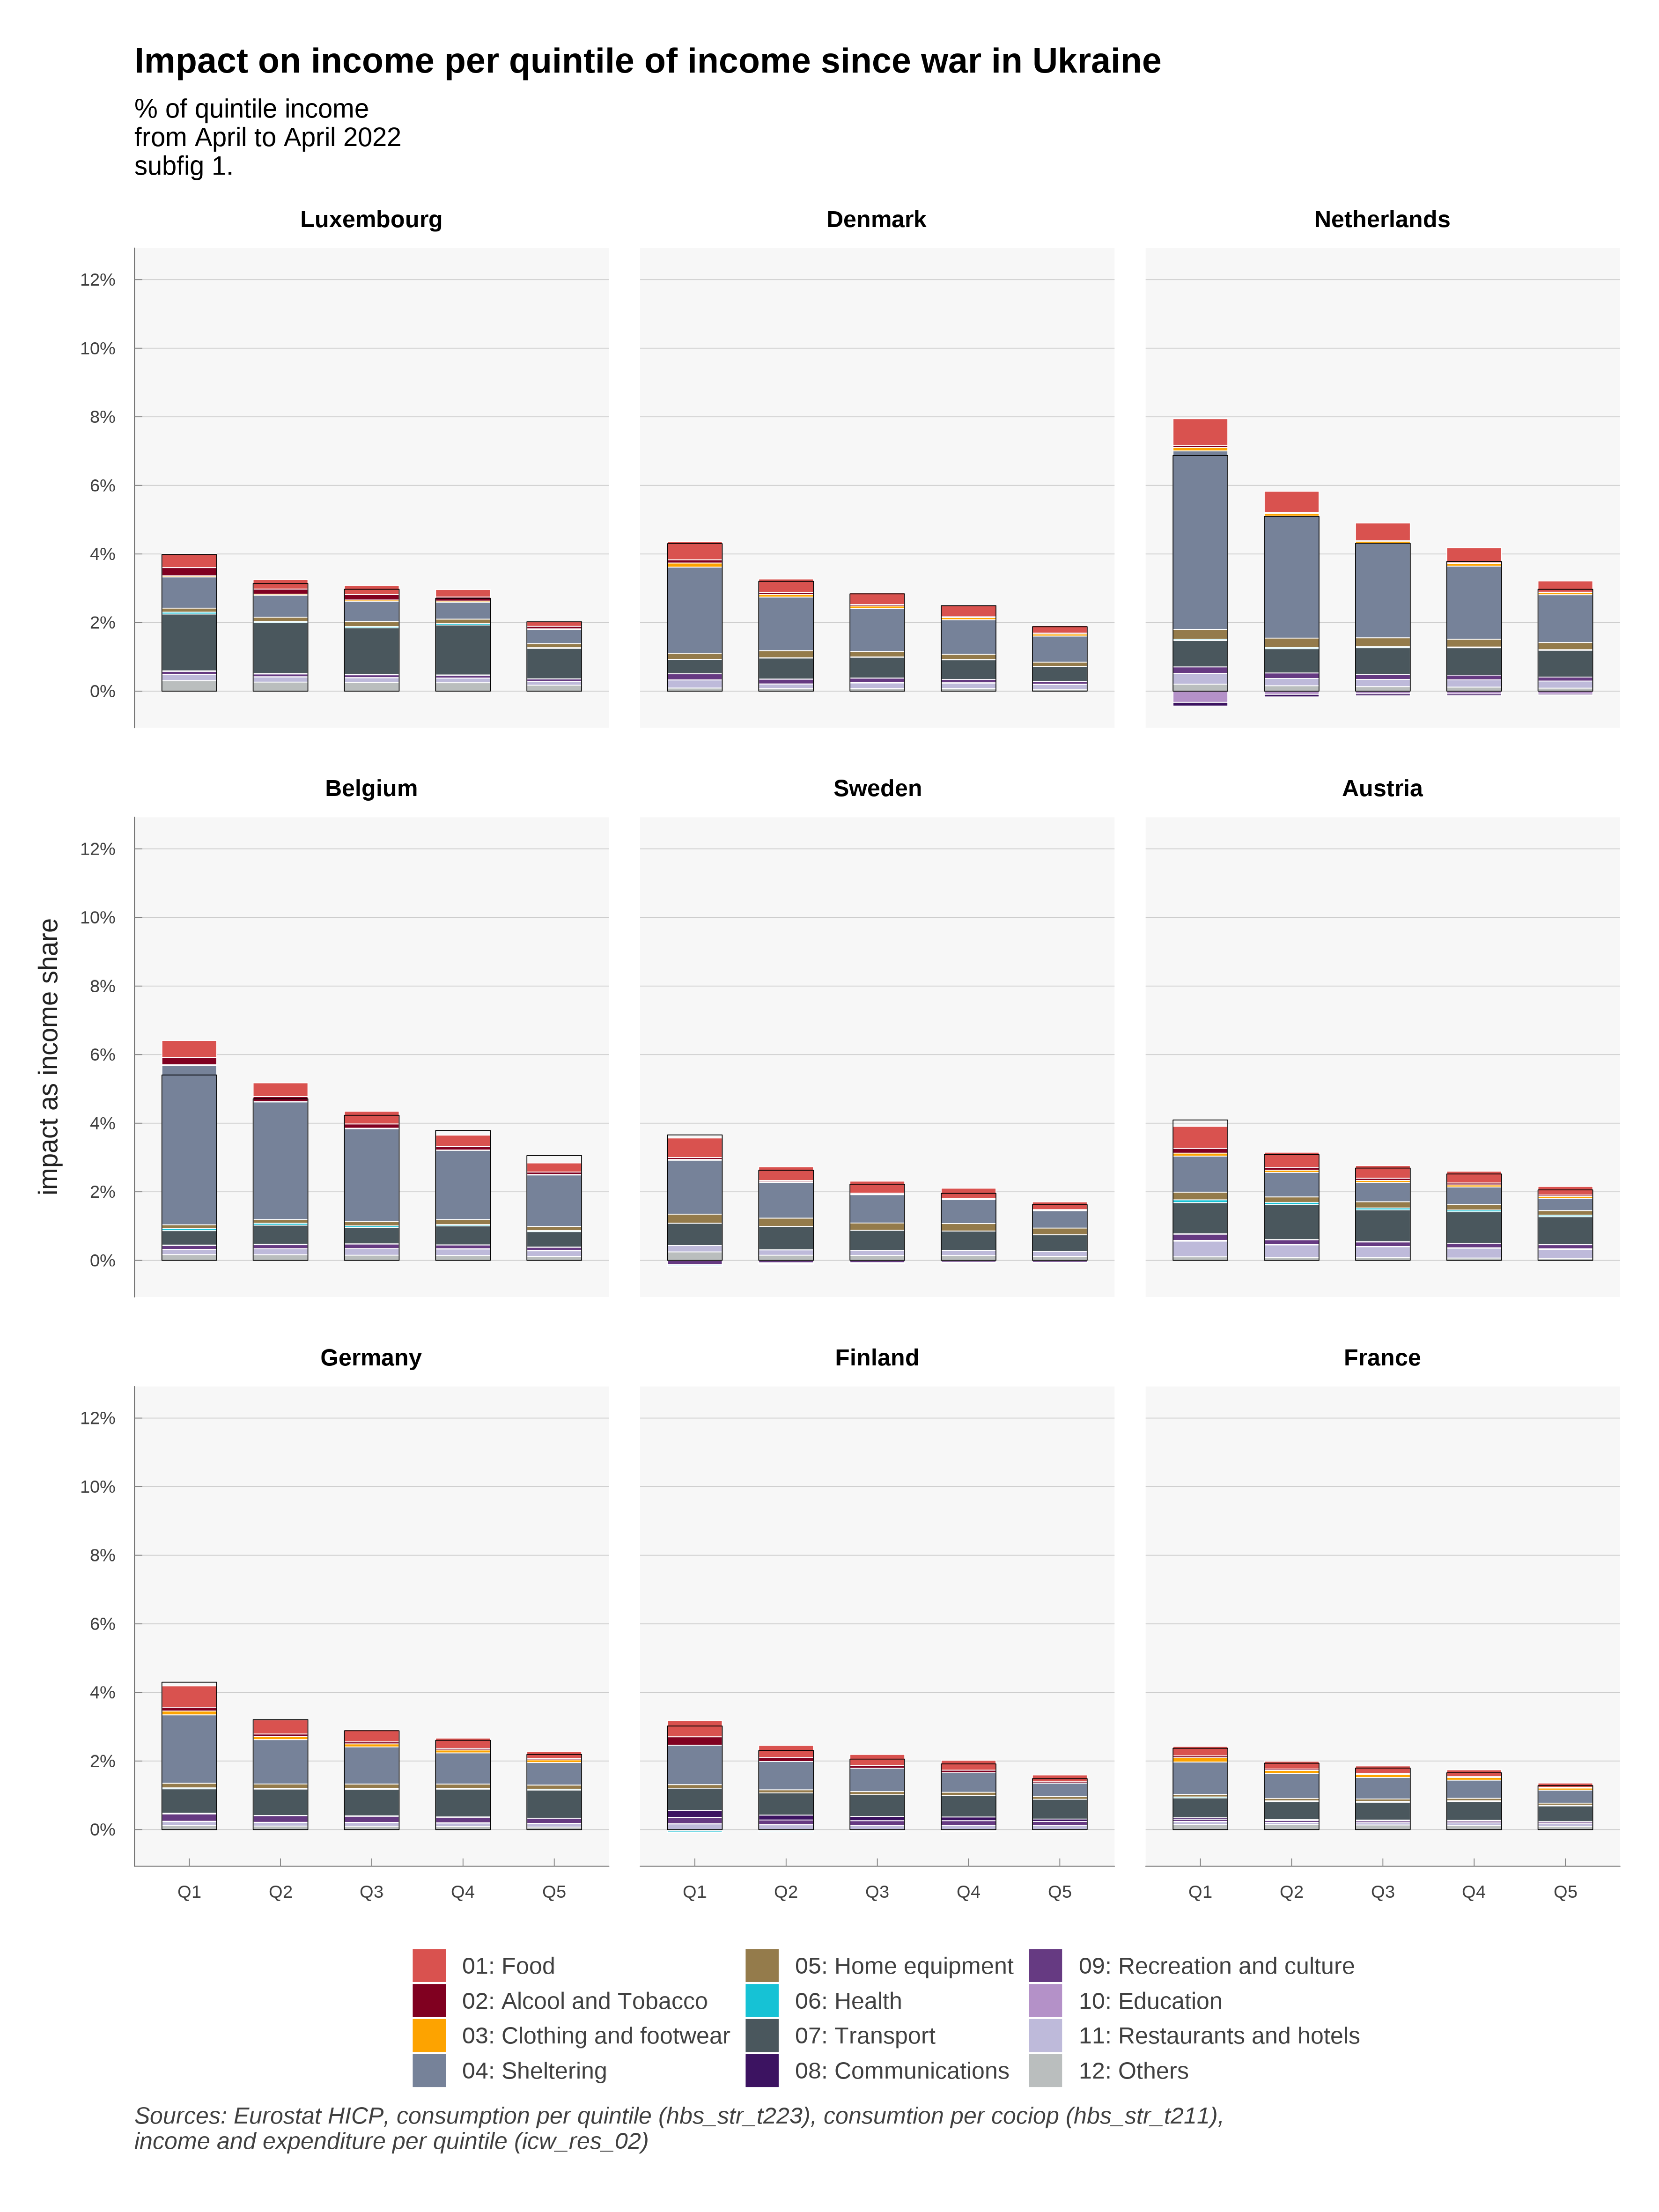 Impact on income per quintile of income since war in Ukraine
% of quintile income
from April to April 2022
subfig 1.
Luxembourg
Denmark
Netherlands
12%
10%
8%
6%
4%
2%
0%
Belgium
Sweden
Austria
12%
10%
8%
6%
4%
2%
0%
impact as income share
Germany
Finland
France
12%
10%
8%
6%
4%
2%
0%
Q1 Q2 Q3 Q4 Q5
Q1 Q2 Q3 Q4 Q5
Q1 Q2 Q3 Q4 Q5
01: Food
02: Alcool and Tobacco
03: Clothing and footwear
04: Sheltering
05: Home equipment
06: Health
07: Transport
08: Communications
09: Recreation and culture
10: Education
11: Restaurants and hotels
12: Others
Sources: Eurostat HICP, consumption per quintile (hbs_str_t223), consumtion per cociop (hbs_str_t211),
income and expenditure per quintile (icw_res_02)